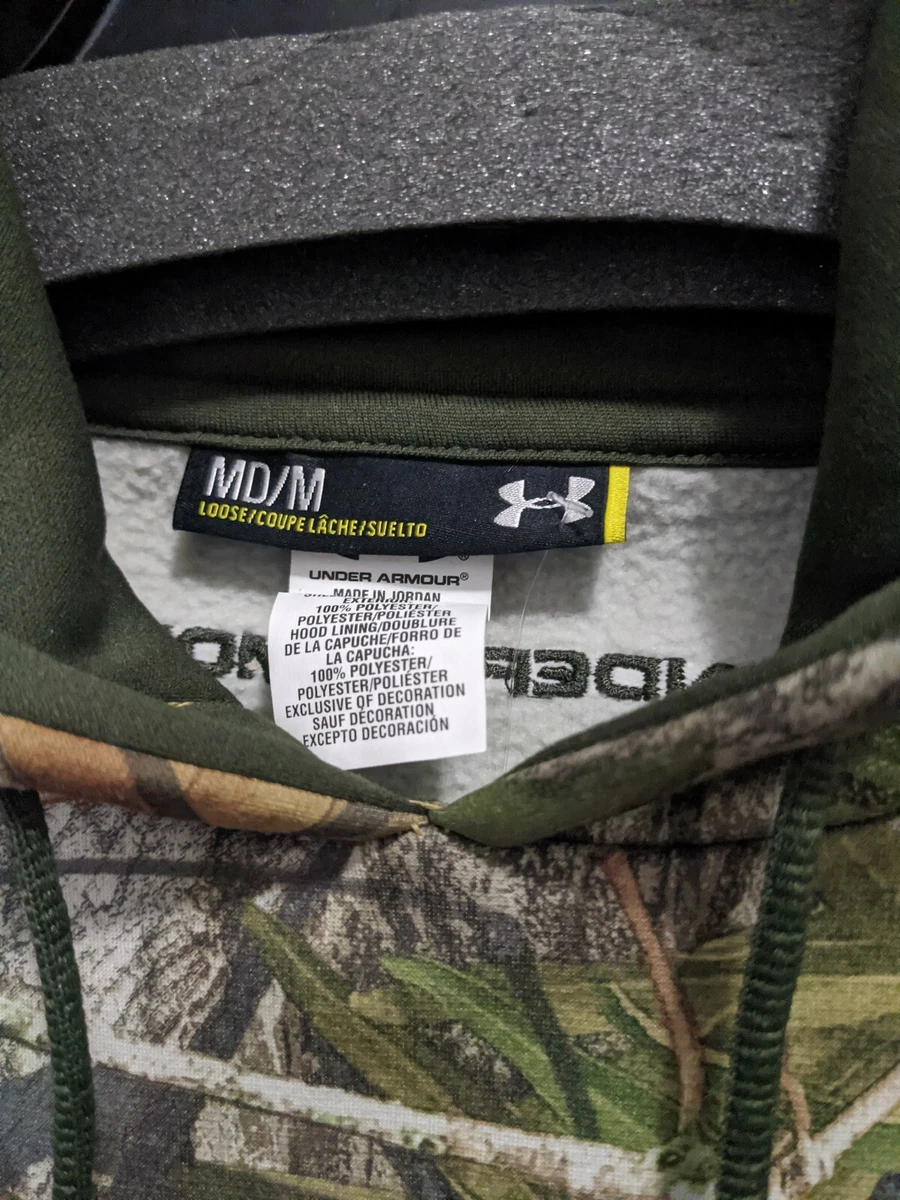 MD/M
LOOSE/COUPE LÂCHE/SUELTO
UNDER ARMOUR®
MADE IN JORDAN
100% POLYESTER/
POLYESTER/POLIÉSTER
HOOD LINING/DOUBLURE
DE LA CAPUCHE/FORRO DE
LA CAPUCHA:
100% POLYESTER/
POLYESTER/POLIÉSTER
EXCLUSIVE OF DECORATION
SAUF DÉCORATION
EXCEPTO DECORACIÓN